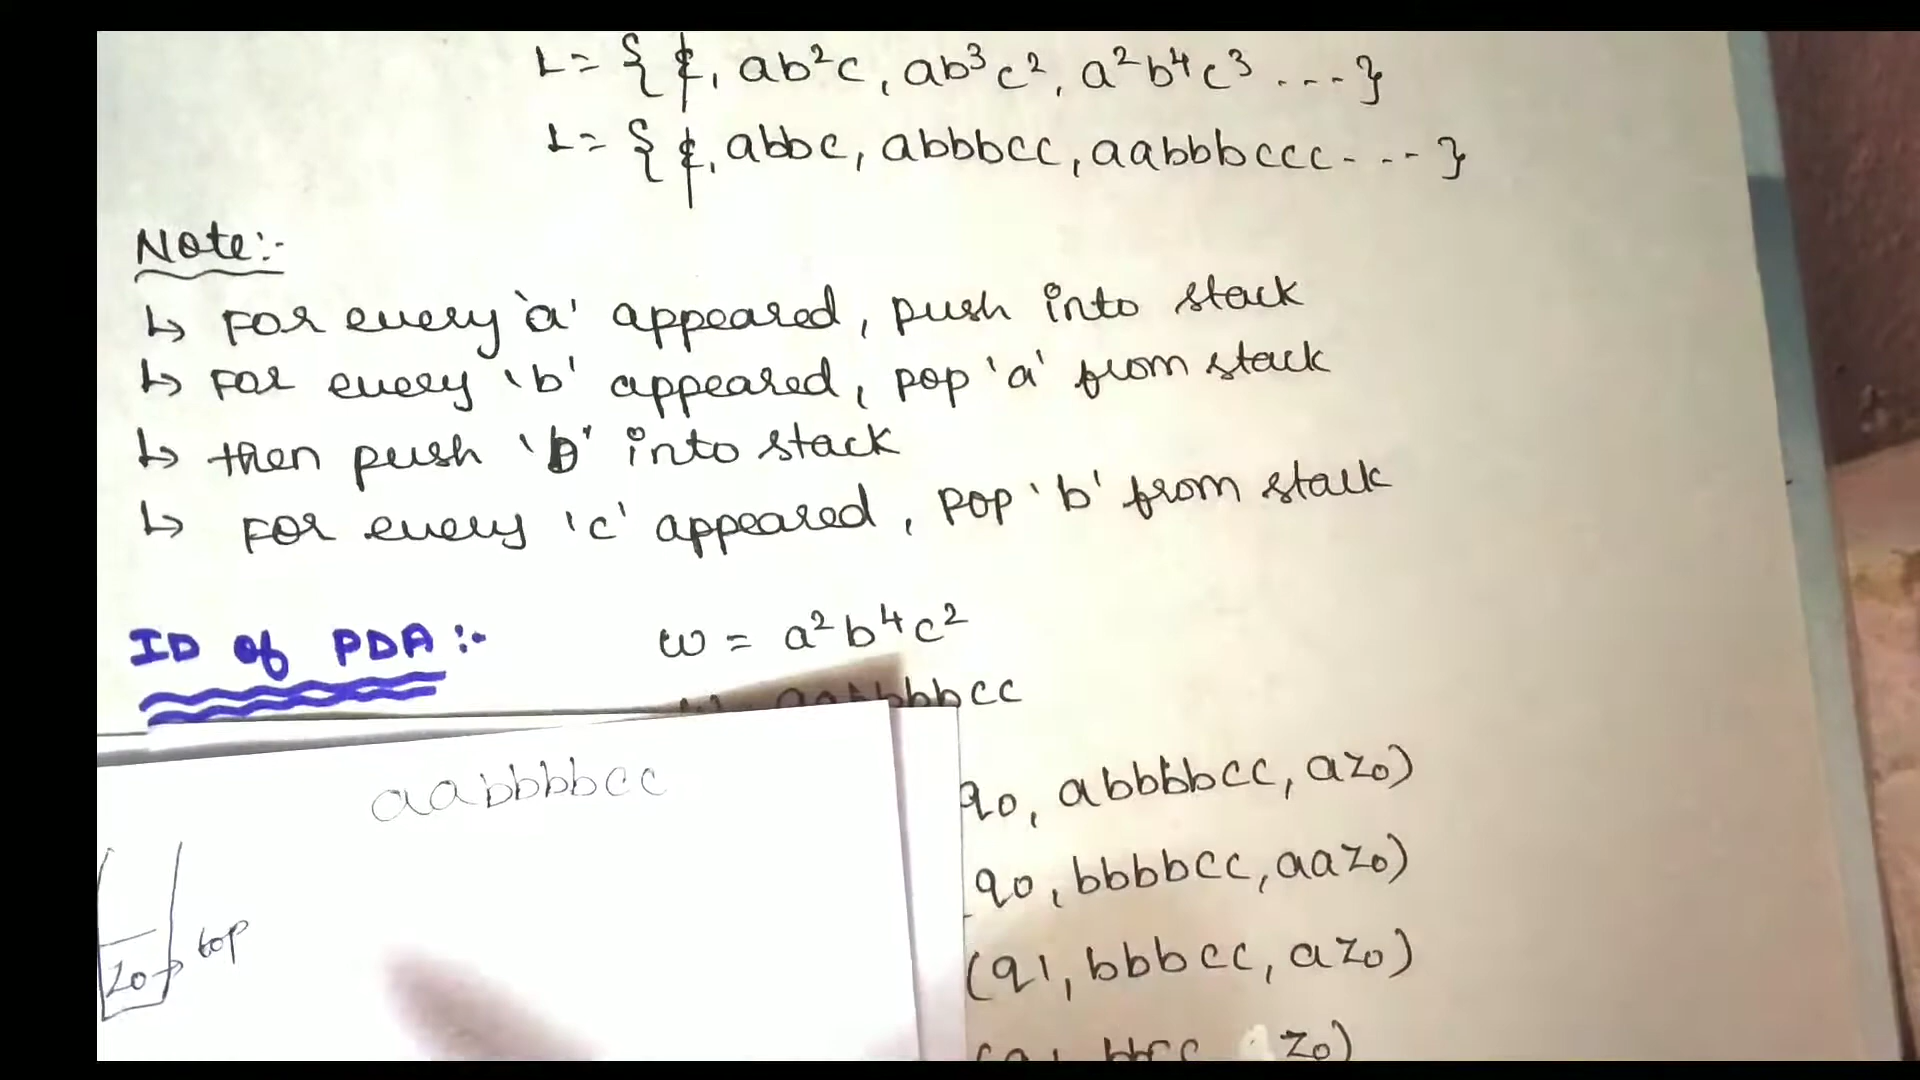 L = { ¢, ab²c, ab³c², a²b⁴c³ ---- }
L = { ¢, abbc, abbbcc, aabbbccc---- }
Note:-
↳ For every 'a' appeared, push into stack
↳ For every 'b' appeared, pop 'a' from stack
↳ then push 'b' into stack
↳ For every 'c' appeared, pop 'b' from stack
ID of PDA :-
w = a²b⁴c²
bbcc
aabbbbcc
q0, abbbbcc, az0)
q0, bbbbcc, aaz0)
(q1, bbbcc, az0)
z0)
z0 → top